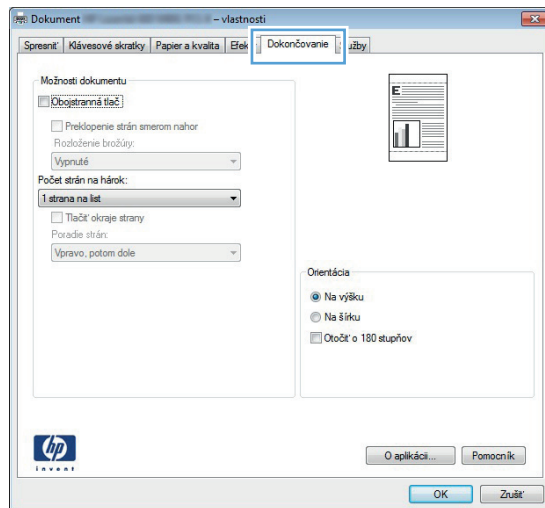 Dokument
– vlastnosti
Spresniť Klávesové skratky Papier a kvalita Dokončovanie
Možnosti dokumentu
Obojstranná tlač
Preklopenie strán smerom nahor
Rozloženie brožúry:
Vypnuté
Počet strán na hárok:
1 strana na list
Tlačiť okraje strany
Poradie strán:
Vpravo, potom dole
E
Orientácia
Na výšku
Na šírku
Otočiť o 180 stupňov
hp
invent
O aplikácii... Pomocník
OK Zrušiť